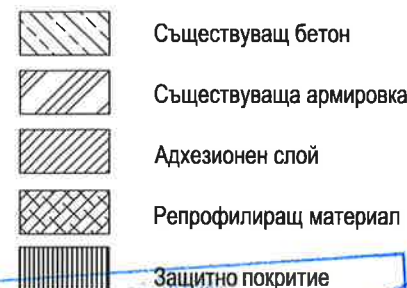 Съществуващ бетон
Съществуваща армировка
Адхезионен слой
Репрофилиращ материал
Защитно покритие